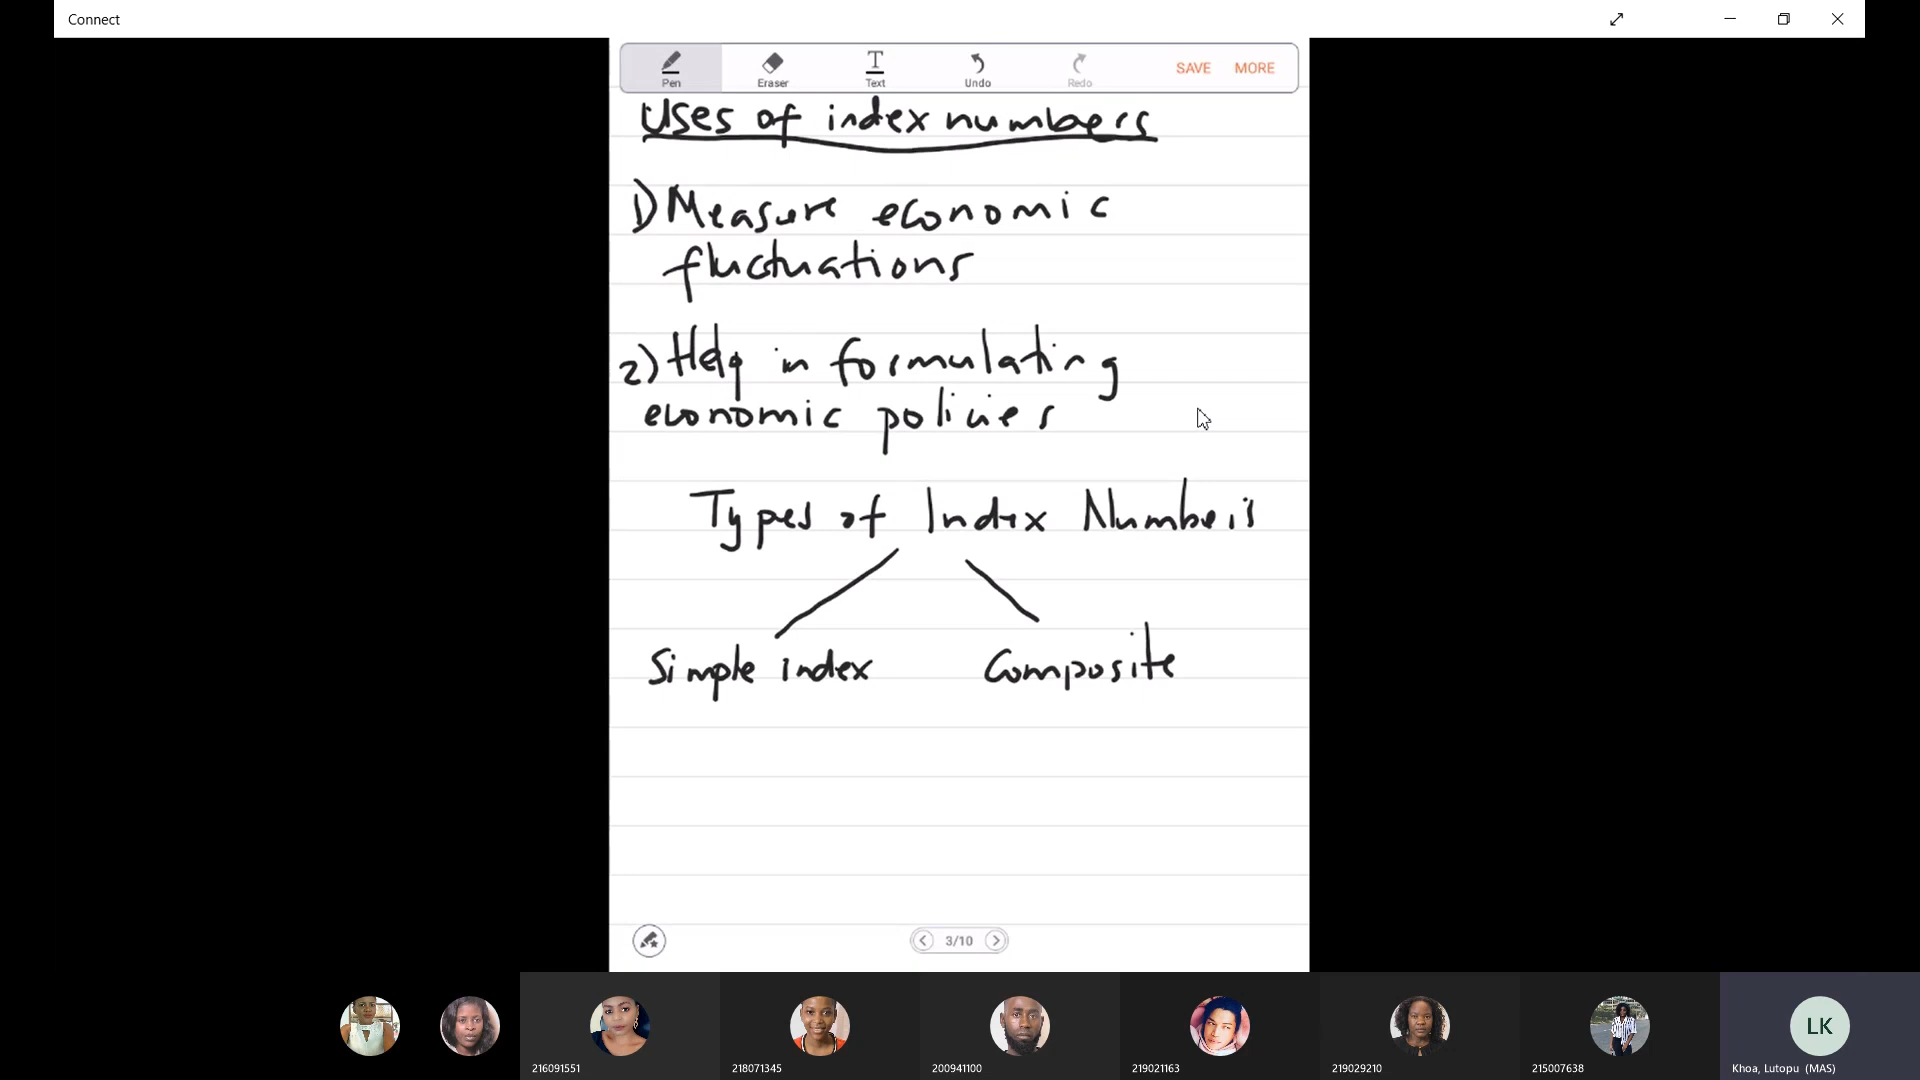 Connect
Pen
Eraser
Text
Undo
Redo
SAVE
MORE
Uses of index numbers
1) Measure economic
fluctuations
2) Help in formulating
economic policies
Types of Index Numbers
Simple index
Composite
3/10
LK
216091551
218071345
200941100
219021163
219029210
215007638
Khoa, Lutopu (MAS)